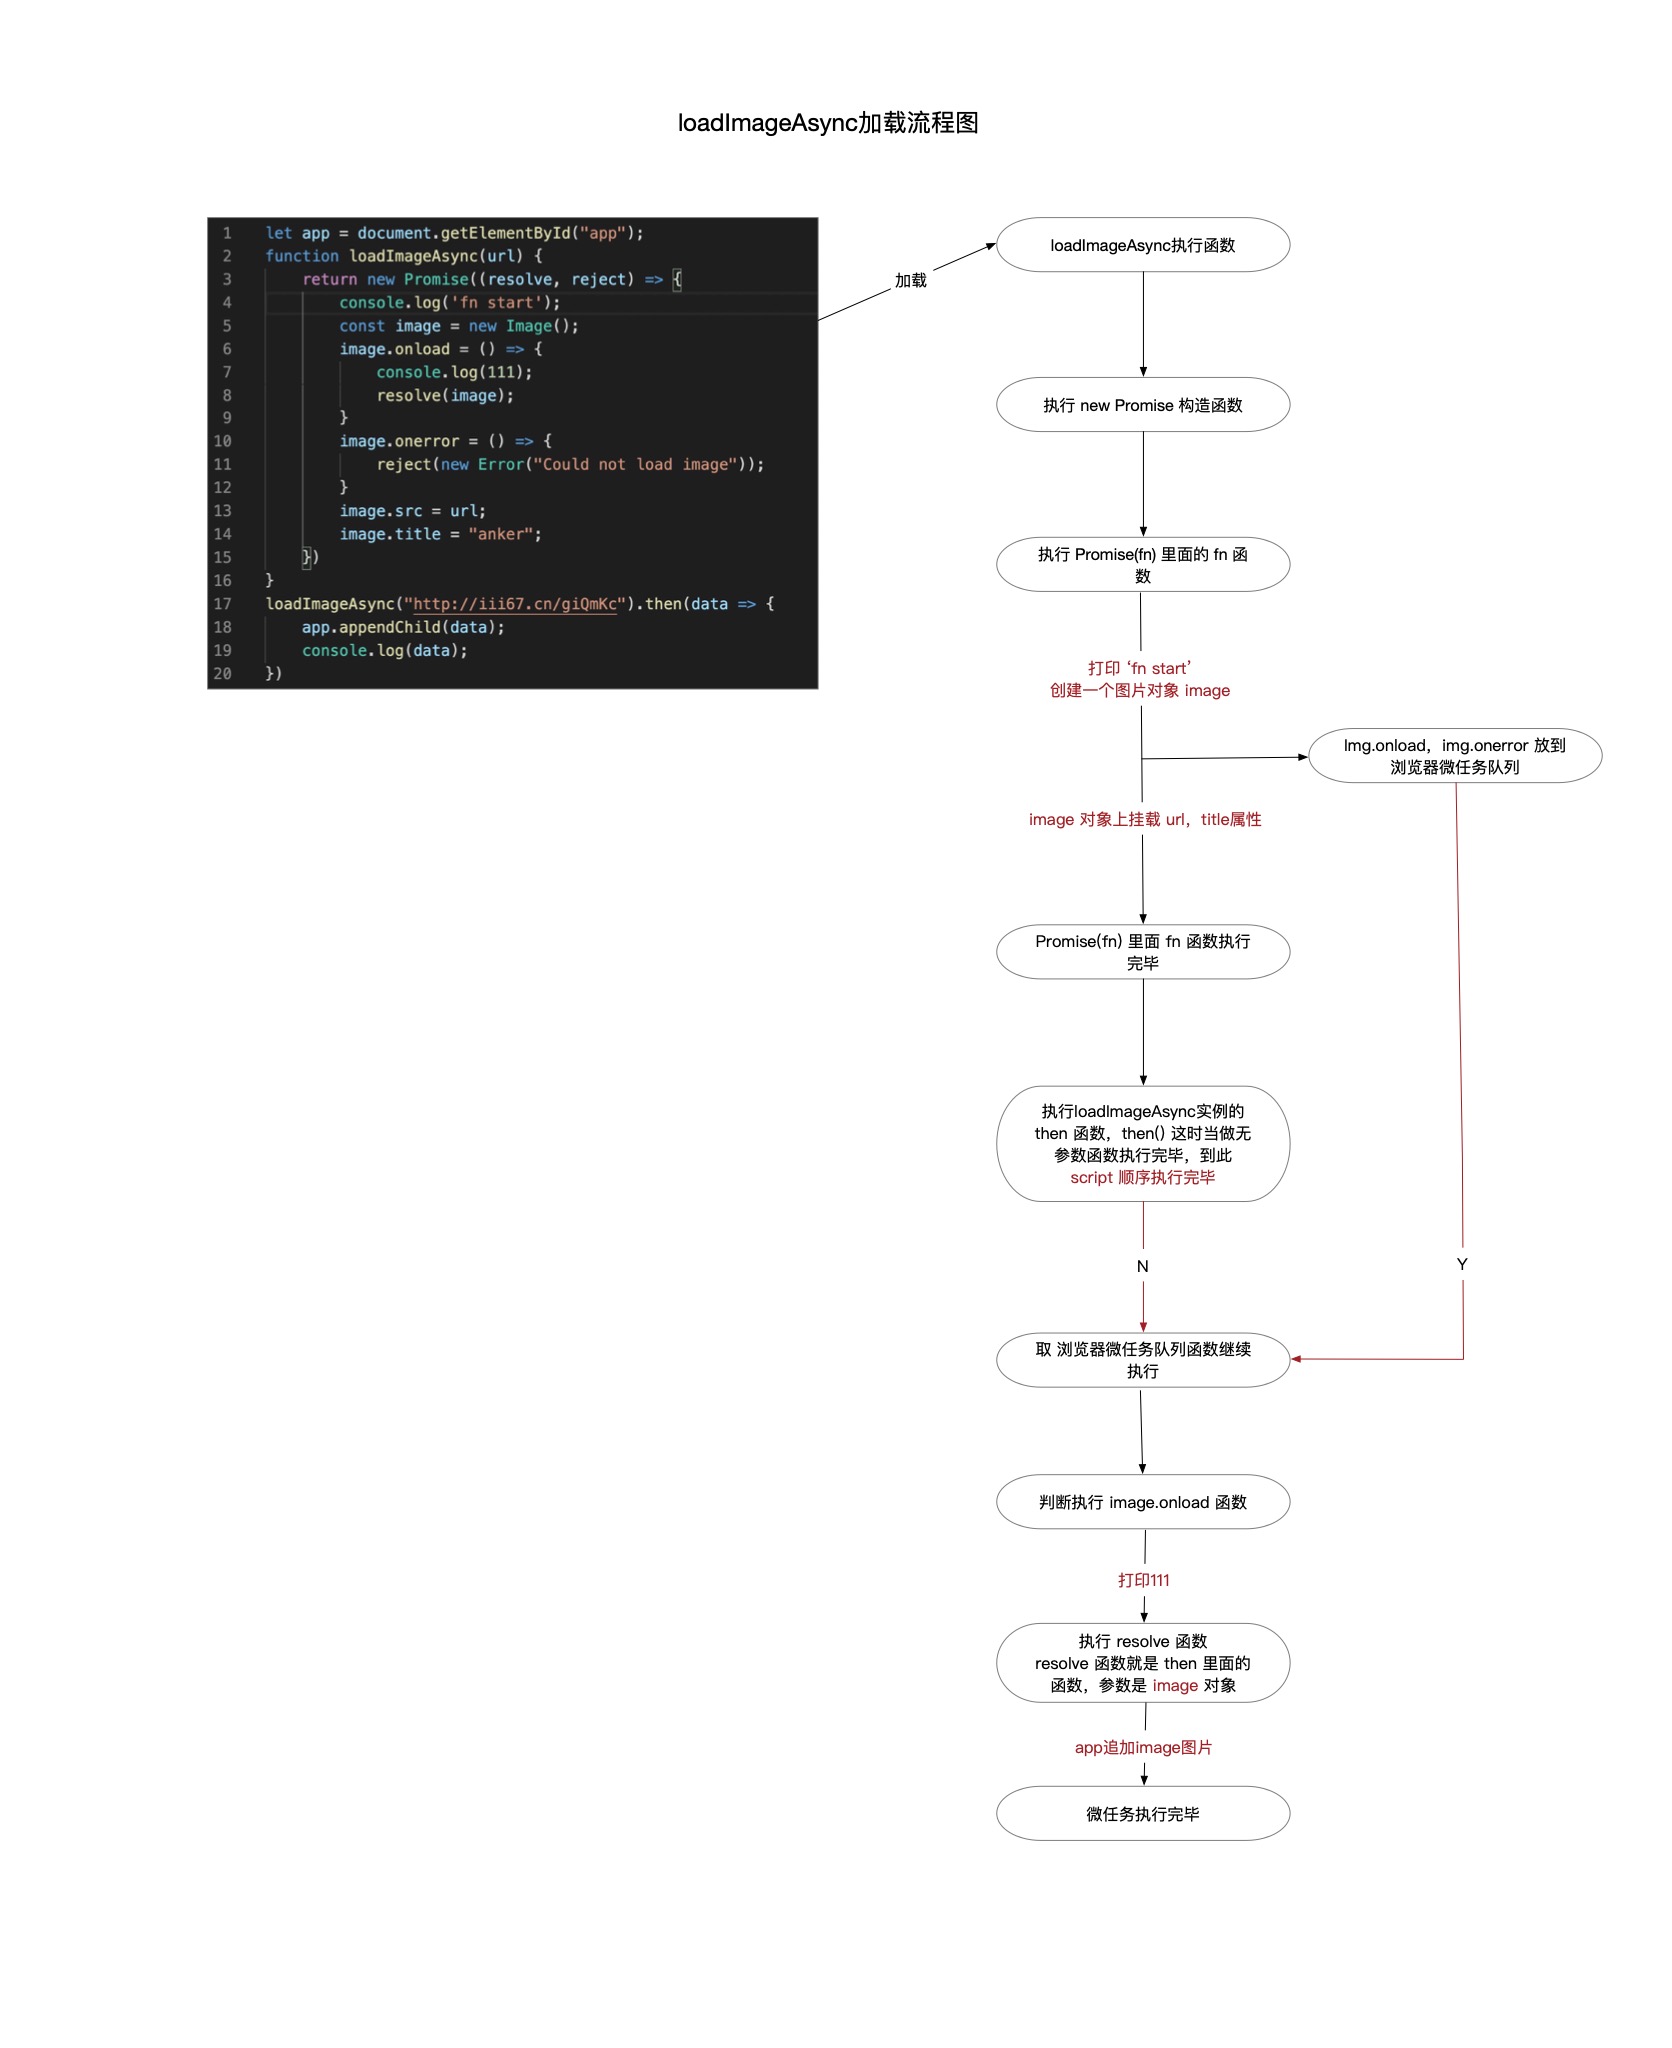 loadImageAsync加载流程图
1 let app = document.getElementById("app");
2 function loadImageAsync(url) {
3 return new Promise((resolve, reject) => {
4 console.log('fn start');
5 const image = new Image();
6 image.onload = () => {
7 console.log(111);
8 resolve(image);
9 }
10 image.onerror = () => {
11 reject(new Error("Could not load image"));
12 }
13 image.src = url;
14 image.title = "anker";
15 })
16 }
17 loadImageAsync("http://iii67.cn/giQmKc").then(data => {
18 app.appendChild(data);
19 console.log(data);
20 })
加载
loadImageAsync执行函数
执行 new Promise 构造函数
执行 Promise(fn) 里面的 fn 函
数
打印 ‘fn start’
创建一个图片对象 image
Img.onload，img.onerror 放到
浏览器微任务队列
image 对象上挂载 url，title属性
Promise(fn) 里面 fn 函数执行
完毕
执行loadImageAsync实例的
then 函数，then() 这时当做无
参数函数执行完毕，到此
script 顺序执行完毕
N
Y
取 浏览器微任务队列函数继续
执行
判断执行 image.onload 函数
打印111
执行 resolve 函数
resolve 函数就是 then 里面的
函数，参数是 image 对象
app追加image图片
微任务执行完毕